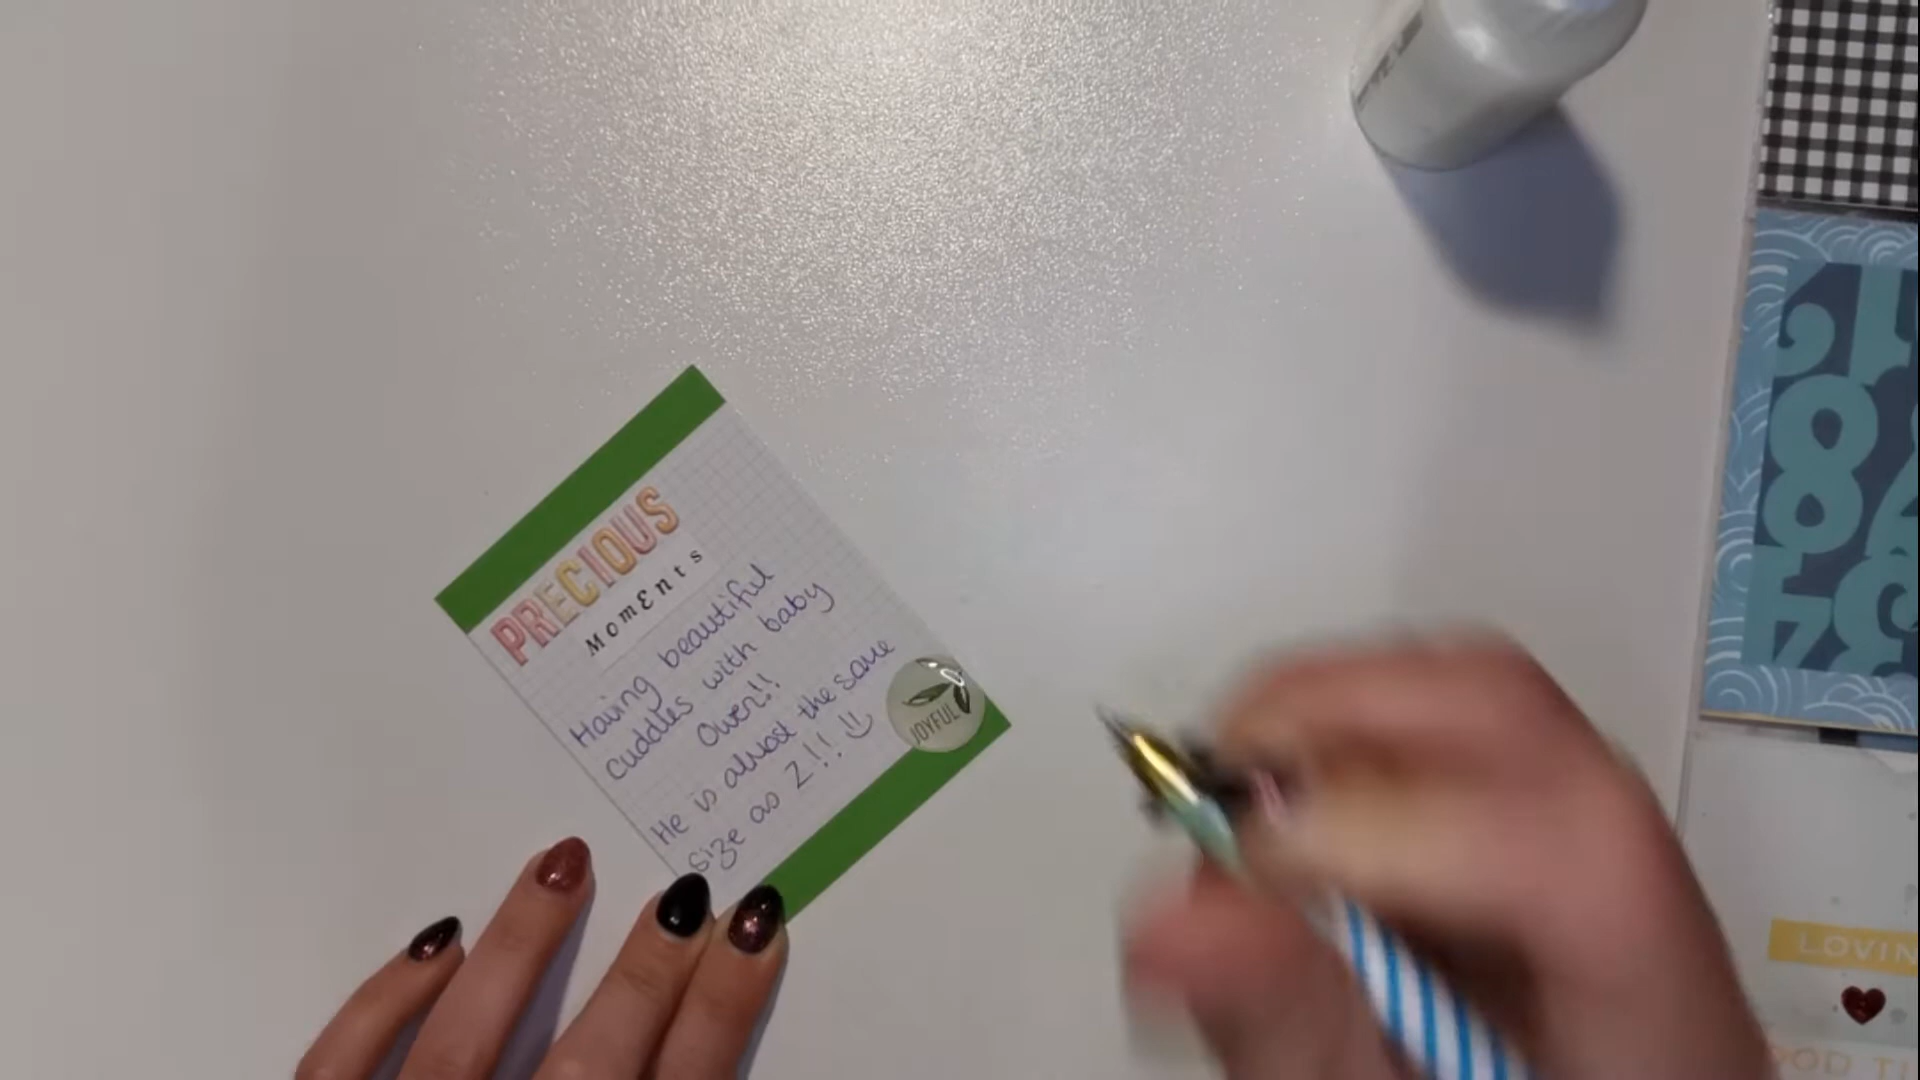 PRECIOUS
MomEnts
Having beautiful
cuddles with baby
Owen!!
He is almost the same
size as Z!!
JOYFUL
LOVIN